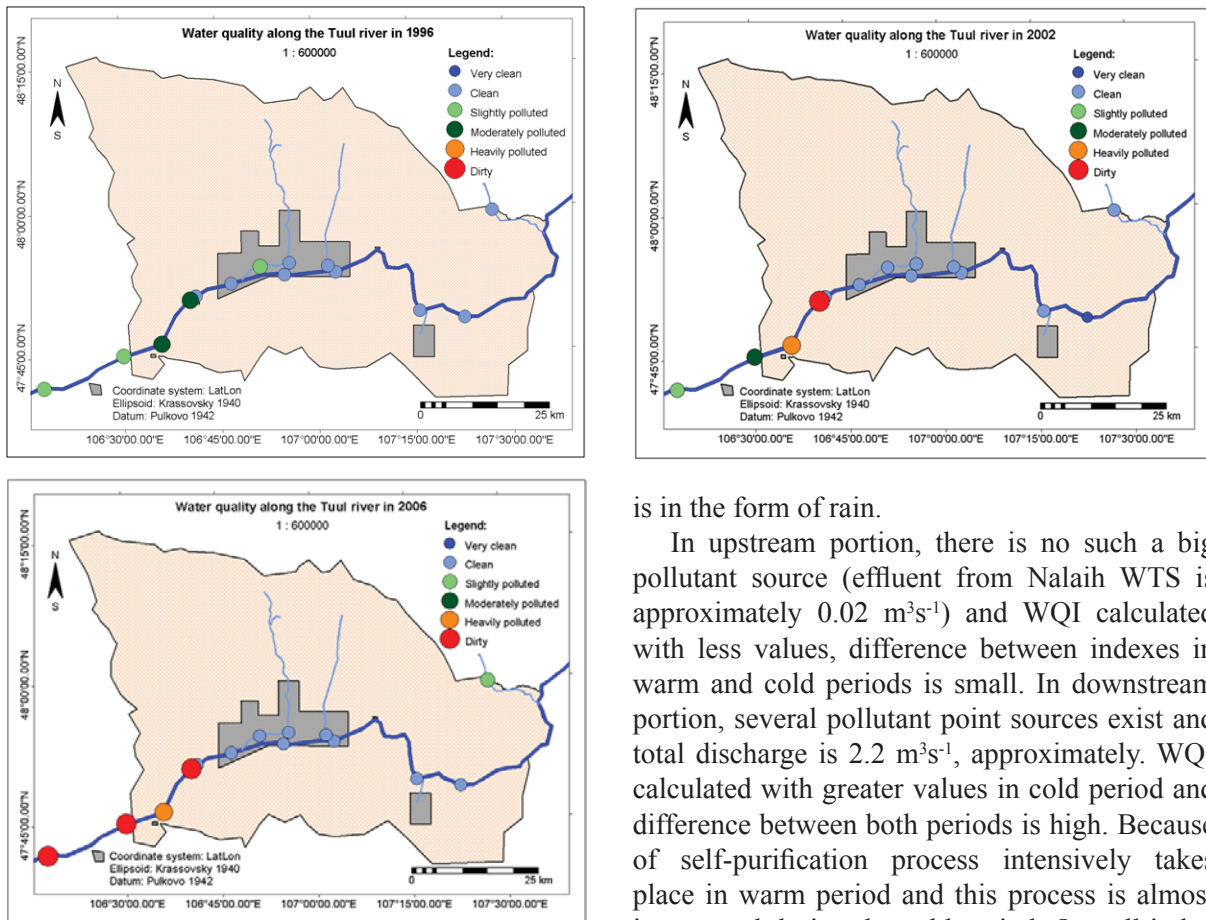 Water quality along the Tuul river in 1996
1 : 600000
Legend:
Very clean
Clean
Slightly polluted
Moderately polluted
Heavily polluted
Dirty
N
S
48°15'00.00"N
48°00'00.00"N
47°45'00.00"N
Coordinate system: LatLon
Ellipsoid: Krassovsky 1940
Datum: Pulkovo 1942
0 25 km
106°30'00.00"E 106°45'00.00"E 107°00'00.00"E 107°15'00.00"E 107°30'00.00"E
Water quality along the Tuul river in 2002
1 : 600000
Legend:
Very clean
Clean
Slightly polluted
Moderately polluted
Heavily polluted
Dirty
N
S
48°15'00.00"N
48°00'00.00"N
47°45'00.00"N
Coordinate system: LatLon
Ellipsoid: Krassovsky 1940
Datum: Pulkovo 1942
0 25 km
106°30'00.00"E 106°45'00.00"E 107°00'00.00"E 107°15'00.00"E 107°30'00.00"E
Water quality along the Tuul river in 2006
1 : 600000
Legend:
Very clean
Clean
Slightly polluted
Moderately polluted
Heavily polluted
Dirty
N
S
48°15'00.00"N
48°00'00.00"N
47°45'00.00"N
Coordinate system: LatLon
Ellipsoid: Krassovsky 1940
Datum: Pulkovo 1942
0 25 km
106°30'00.00"E 106°45'00.00"E 107°00'00.00"E 107°15'00.00"E 107°30'00.00"E
is in the form of rain.
In upstream portion, there is no such a big
pollutant source (effluent from Nalaih WTS is
approximately 0.02 m³s⁻¹) and WQI calculated
with less values, difference between indexes in
warm and cold periods is small. In downstream
portion, several pollutant point sources exist and
total discharge is 2.2 m³s⁻¹, approximately. WQ
calculated with greater values in cold period and
difference between both periods is high. Because
of self-purification process intensively takes
place in warm period and this process is almos